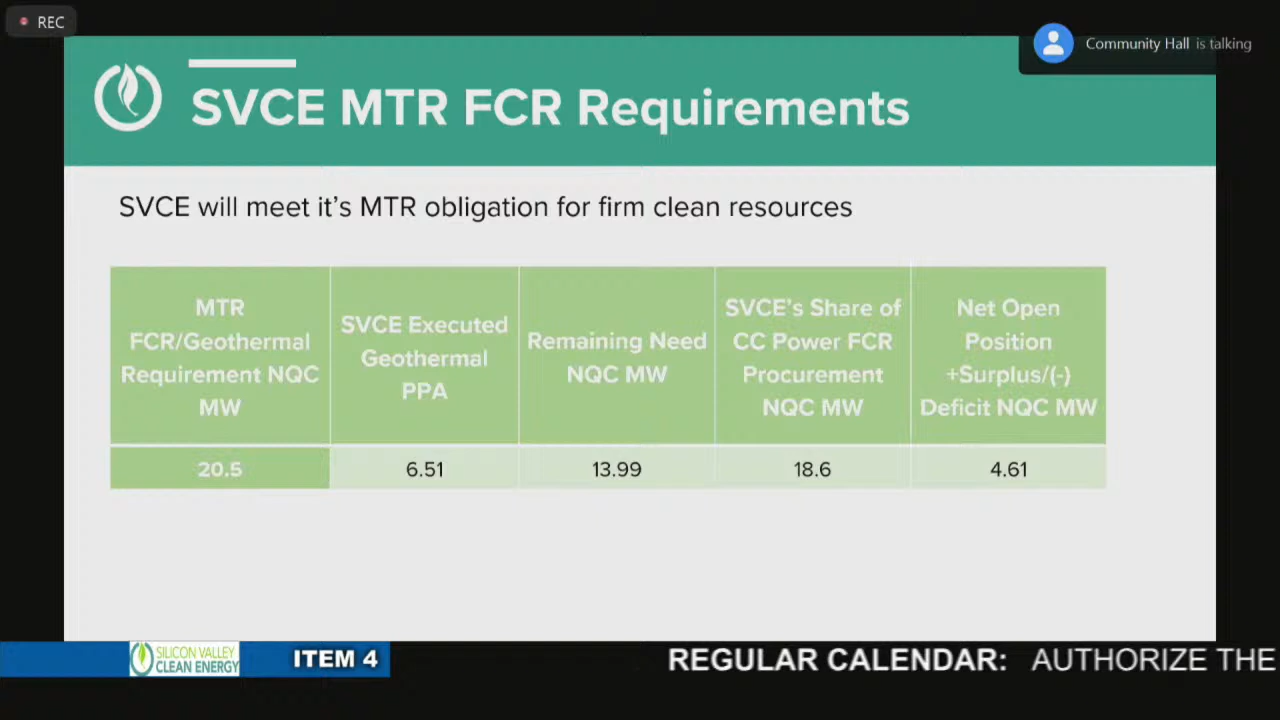 REC
Community Hall is talking
SVCE MTR FCR Requirements
SVCE will meet it's MTR obligation for firm clean resources
MTR
FCR/Geothermal
Requirement NQC
MW
SVCE Executed
Geothermal
PPA
Remaining Need
NQC MW
SVCE's Share of
CC Power FCR
Procurement
NQC MW
Net Open
Position
+Surplus/(-)
Deficit NQC MW
20.5
6.51
13.99
18.6
4.61
SILICON VALLEY
CLEAN ENERGY
ITEM 4
REGULAR CALENDAR: AUTHORIZE THE